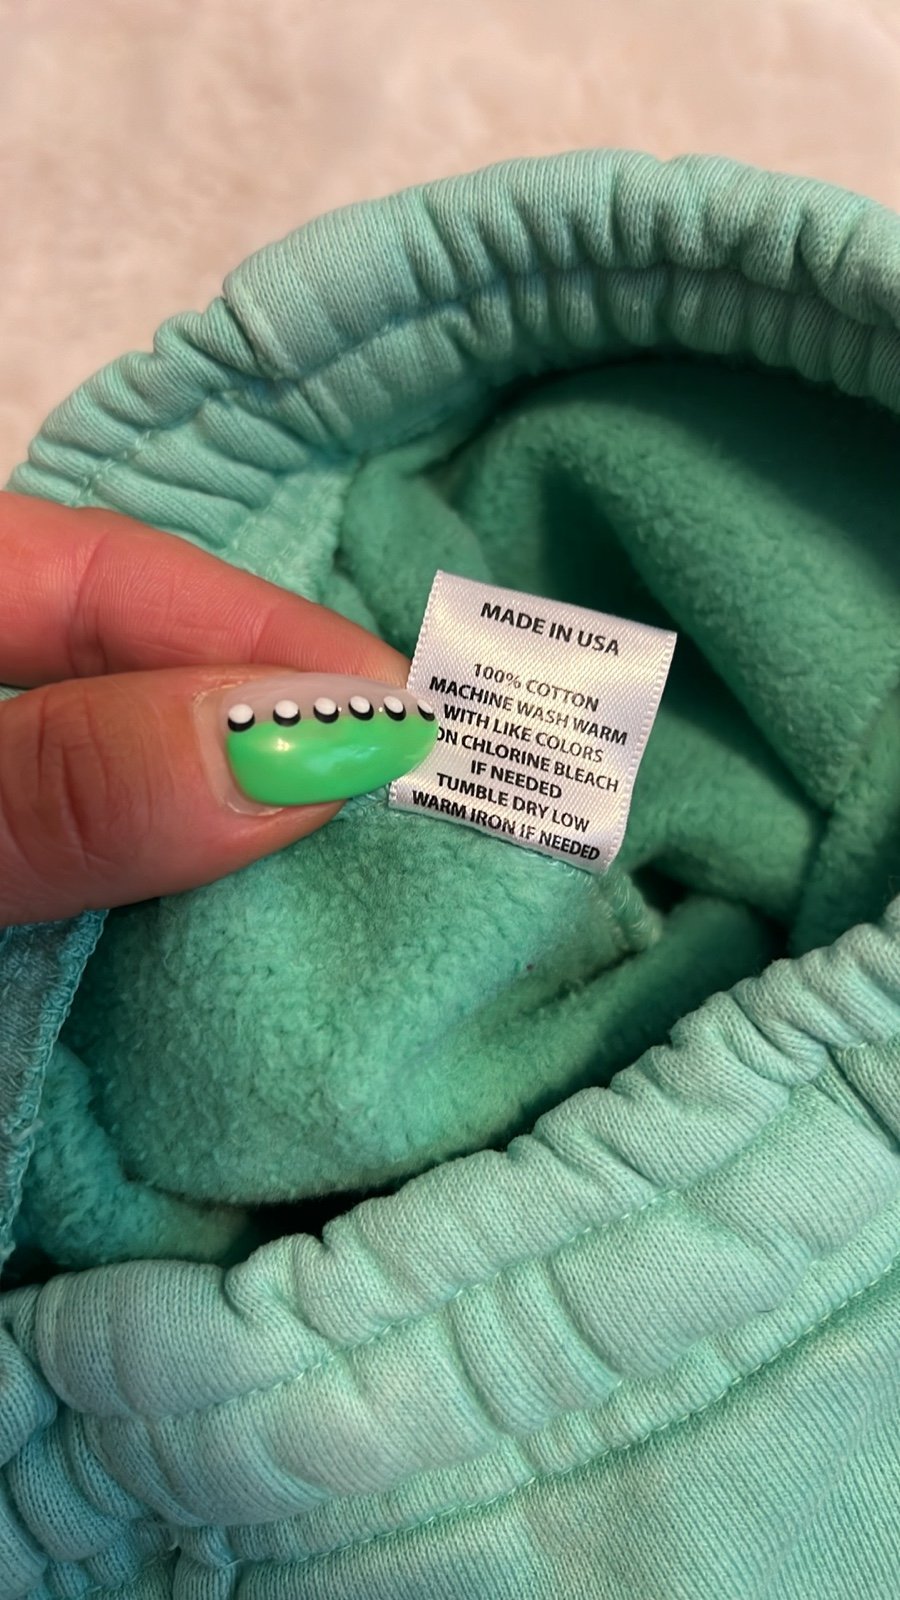 MADE IN USA
100% COTTON
MACHINE WASH WARM
WITH LIKE COLORS
ON CHLORINE BLEACH
IF NEEDED
TUMBLE DRY LOW
WARM IRON IF NEEDED